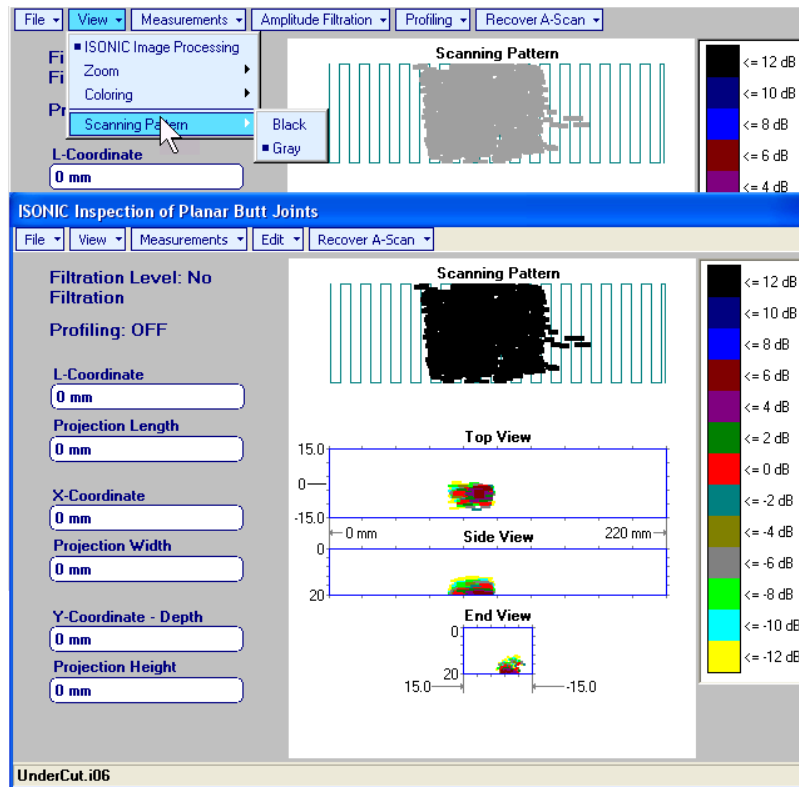 File View Measurements Amplitude Filtration Profiling Recover A-Scan
ISONIC Image Processing
Zoom
Coloring
Scanning Pattern
Black
Gray
Fi
Fi
Pr
L-Coordinate
0 mm
Scanning Pattern
<= 12 dB
<= 10 dB
<= 8 dB
<= 6 dB
<= 4 dB
ISONIC Inspection of Planar Butt Joints
File View Measurements Edit Recover A-Scan
Filtration Level: No
Filtration
Profiling: OFF
L-Coordinate
0 mm
Projection Length
0 mm
X-Coordinate
0 mm
Projection Width
0 mm
Y-Coordinate - Depth
0 mm
Projection Height
0 mm
Scanning Pattern
Top View
15.0
0
-15.0
0 mm
220 mm
Side View
0
20
End View
0
20
15.0
-15.0
<= 12 dB
<= 10 dB
<= 8 dB
<= 6 dB
<= 4 dB
<= 2 dB
<= 0 dB
<= -2 dB
<= -4 dB
<= -6 dB
<= -8 dB
<= -10 dB
<= -12 dB
UnderCut.i06